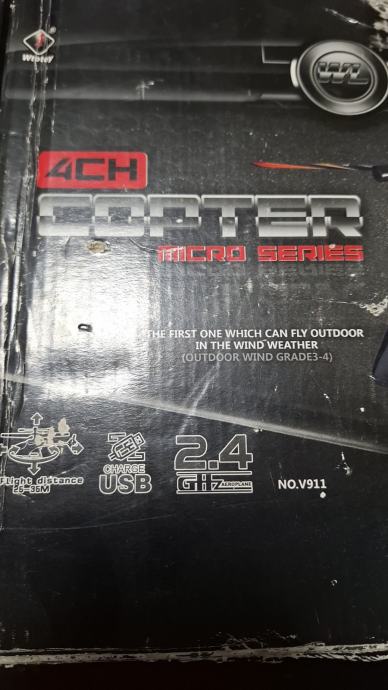 Wltoys
WL
4CH
COPTER
MICRO SERIES
THE FIRST ONE WHICH CAN FLY OUTDOOR
IN THE WIND WEATHER
(OUTDOOR WIND GRADE3-4)
2.4
CHARGE
USB
GHZ AEROPLANE
NO.V911
Flight distance